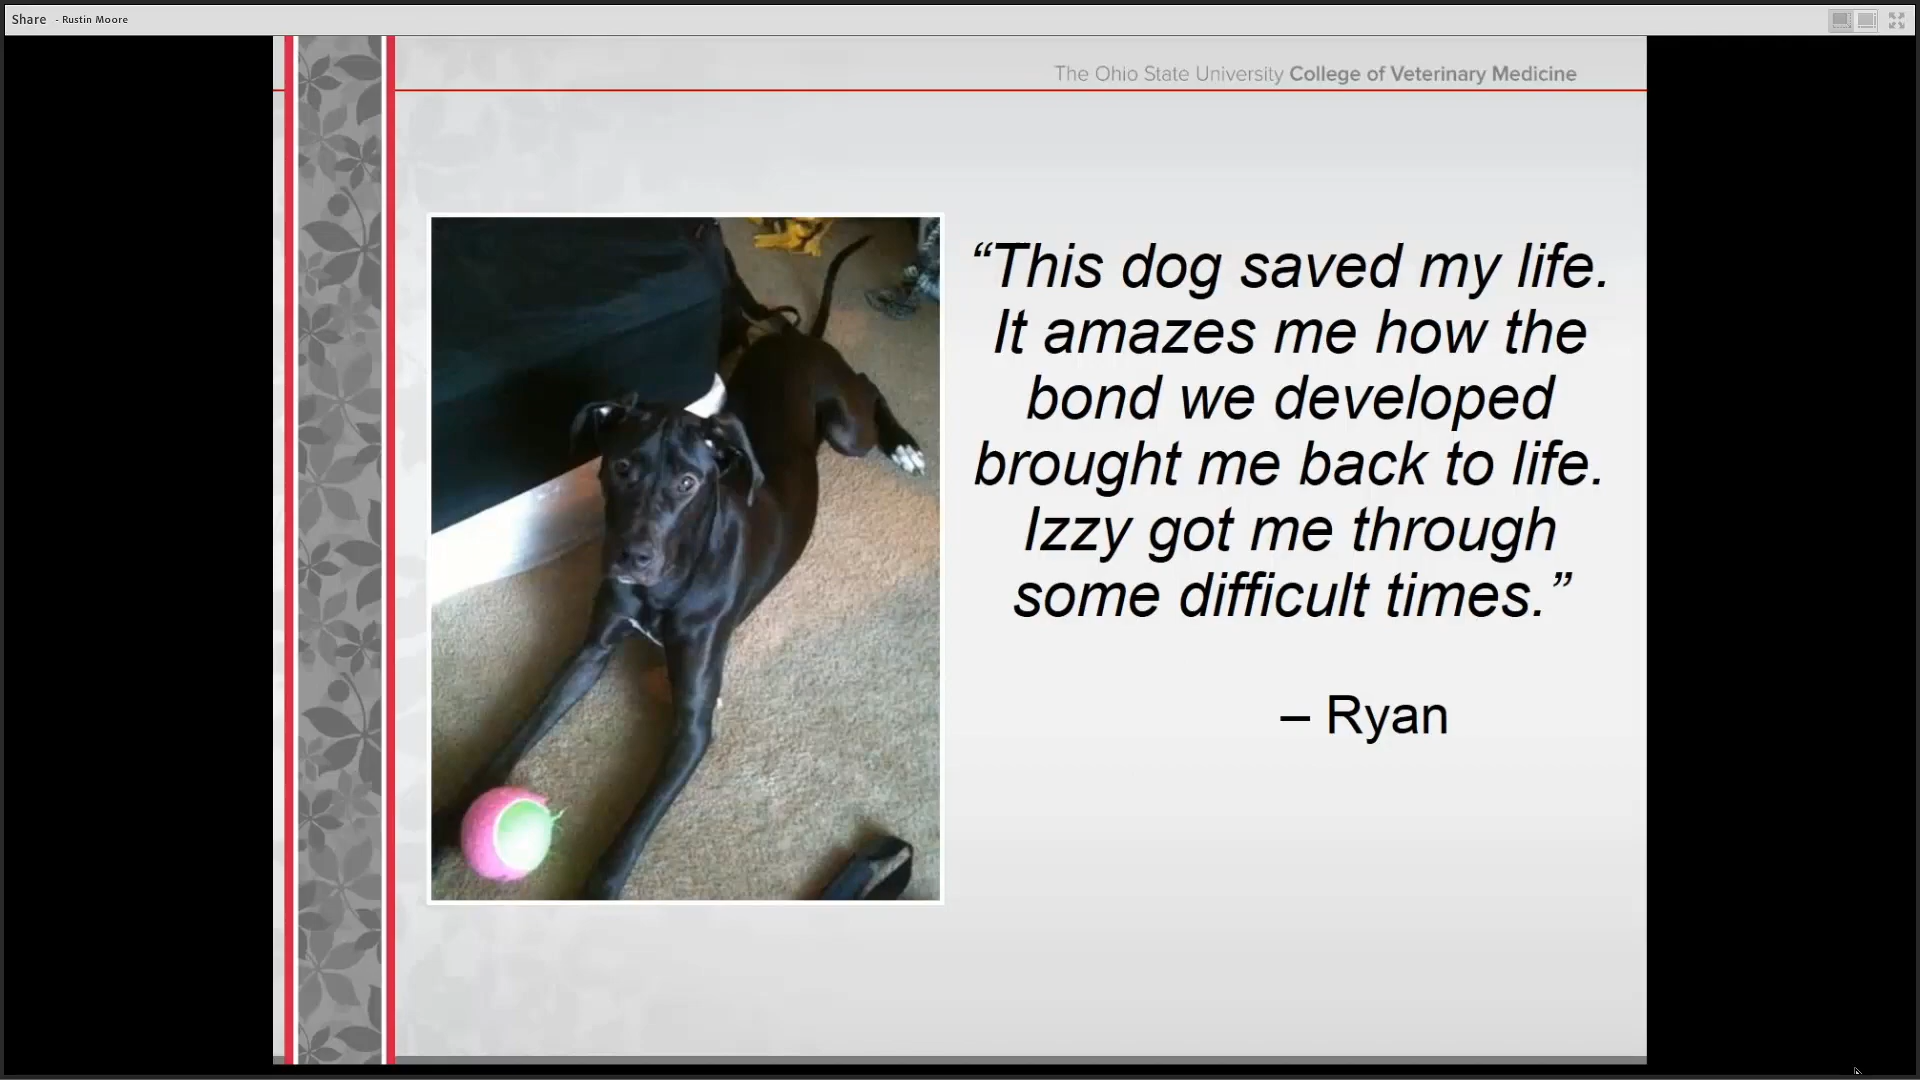 Share - Rustin Moore
The Ohio State University College of Veterinary Medicine
“This dog saved my life.
It amazes me how the
bond we developed
brought me back to life.
Izzy got me through
some difficult times.”
– Ryan